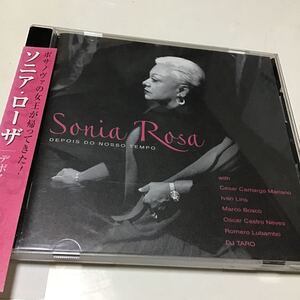 ボサノヴァの女王が帰ってきた!
ソニア・ローザ
デポ
Sonia Rosa
DEPOIS DO NOSSO TEMPO
with
Cesar Camargo Mariano
Ivan Lins
Marco Bosco
Oscar Castro Neves
Romero Lubambo
DJ TARO